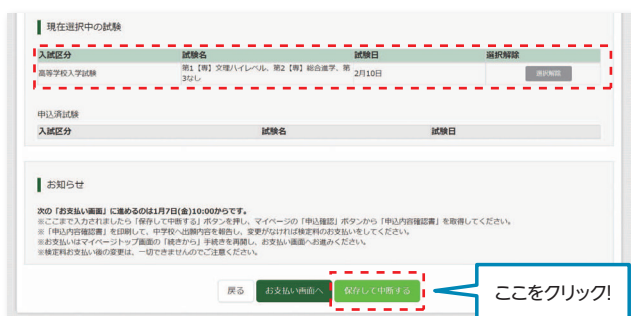 現在選択中の試験
入試区分 試験名 試験日 選択解除
高等学校入学試験 第1【専】文理ハイレベル、第2【専】総合進学、第3なし 2月10日 選択解除
申込済試験
入試区分 試験名 試験日
お知らせ
次の「お支払い画面」に進めるのは1月7日(金)10:00からです。
※ここまで入力されましたら「保存して中断する」ボタンを押し、マイページの「申込確認」ボタンから「申込内容確認書」を取得してください。
※「申込内容確認書」を印刷して、中学校へ出願内容を報告し、変更がなければ検定料のお支払いをしてください。
※お支払いはマイページトップ画面の「続きから」手続きを再開し、お支払い画面へお進みください。
※検定料お支払い後の変更は、一切できませんのでご注意ください。
戻る お支払い画面へ 保存して中断する
ここをクリック!